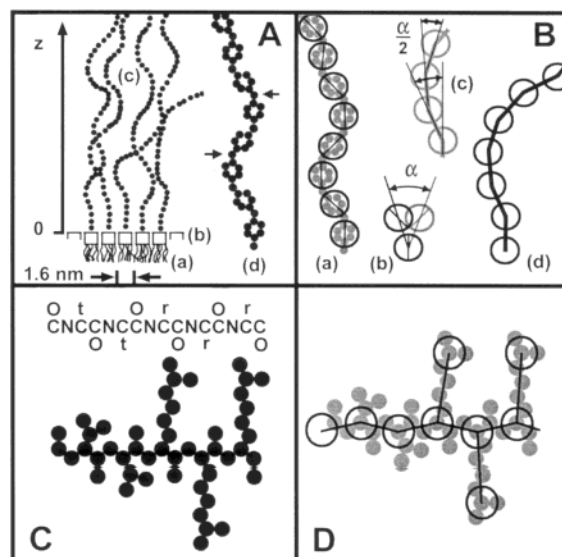 z
A
(c)
0
(b)
(a)
(d)
1.6 nm
B
α
2
(c)
α
(a)
(b)
(d)
O t O r O r
CNCCNCCNCCNCCNCC
O t O r O
C
D